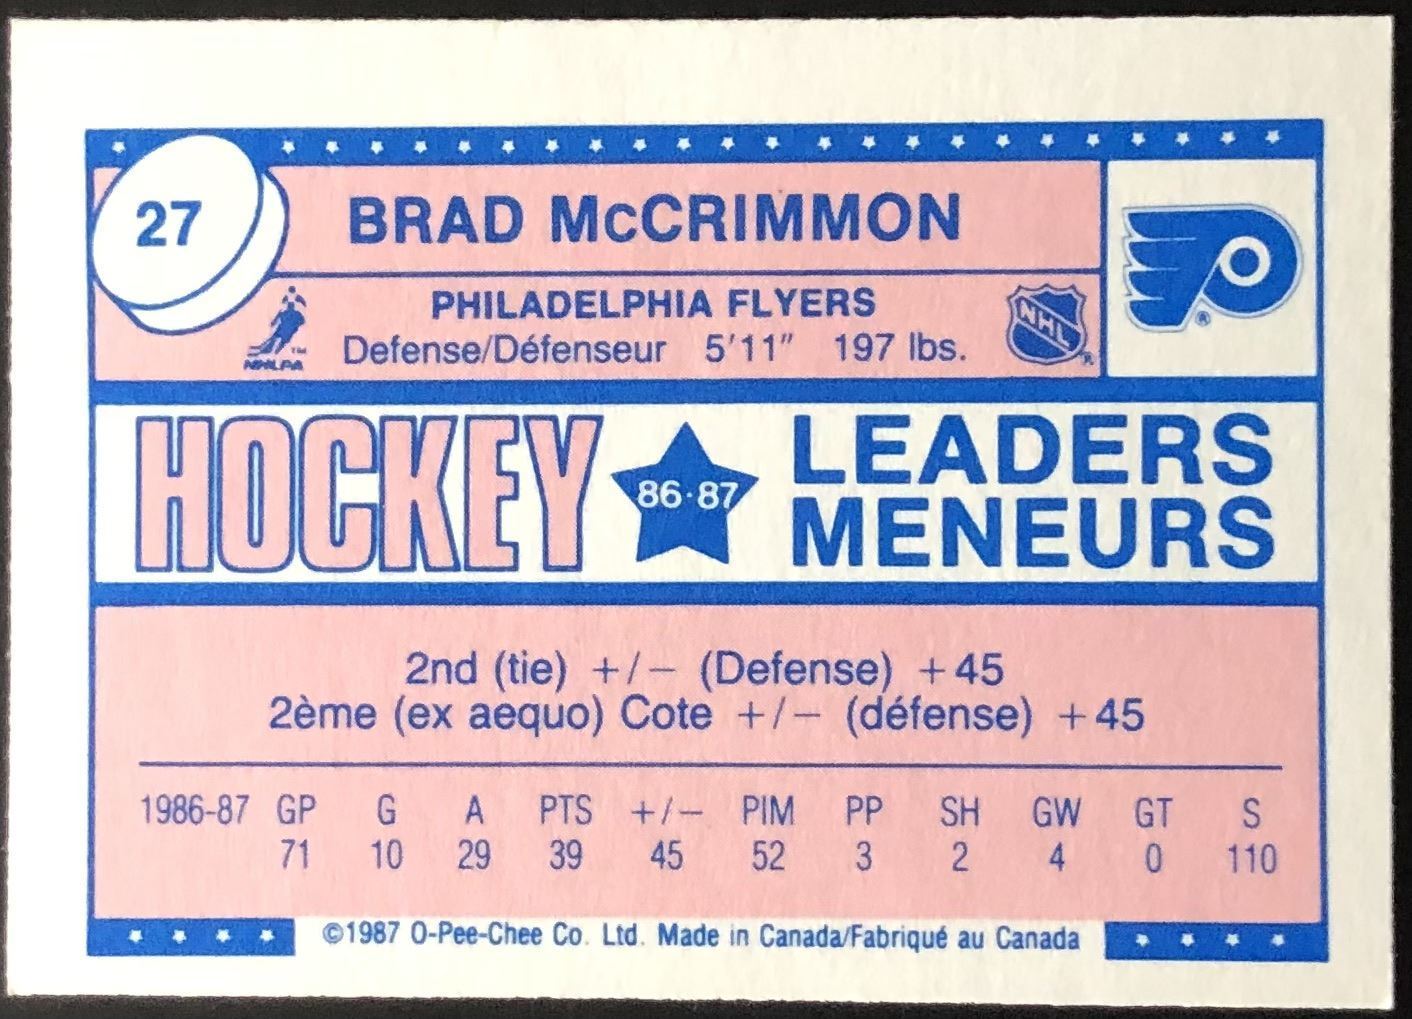 27
BRAD McCRIMMON
PHILADELPHIA FLYERS
Defense/Défenseur 5'11" 197 lbs.
NHLPA™
NHL®
®
HOCKEY
86·87
LEADERS
MENEURS
2nd (tie) +/− (Defense) +45
2ème (ex aequo) Cote +/− (défense) +45
1986-87 GP G A PTS +/− PIM PP SH GW GT S
71 10 29 39 45 52 3 2 4 0 110
©1987 O-Pee-Chee Co. Ltd. Made in Canada/Fabriqué au Canada